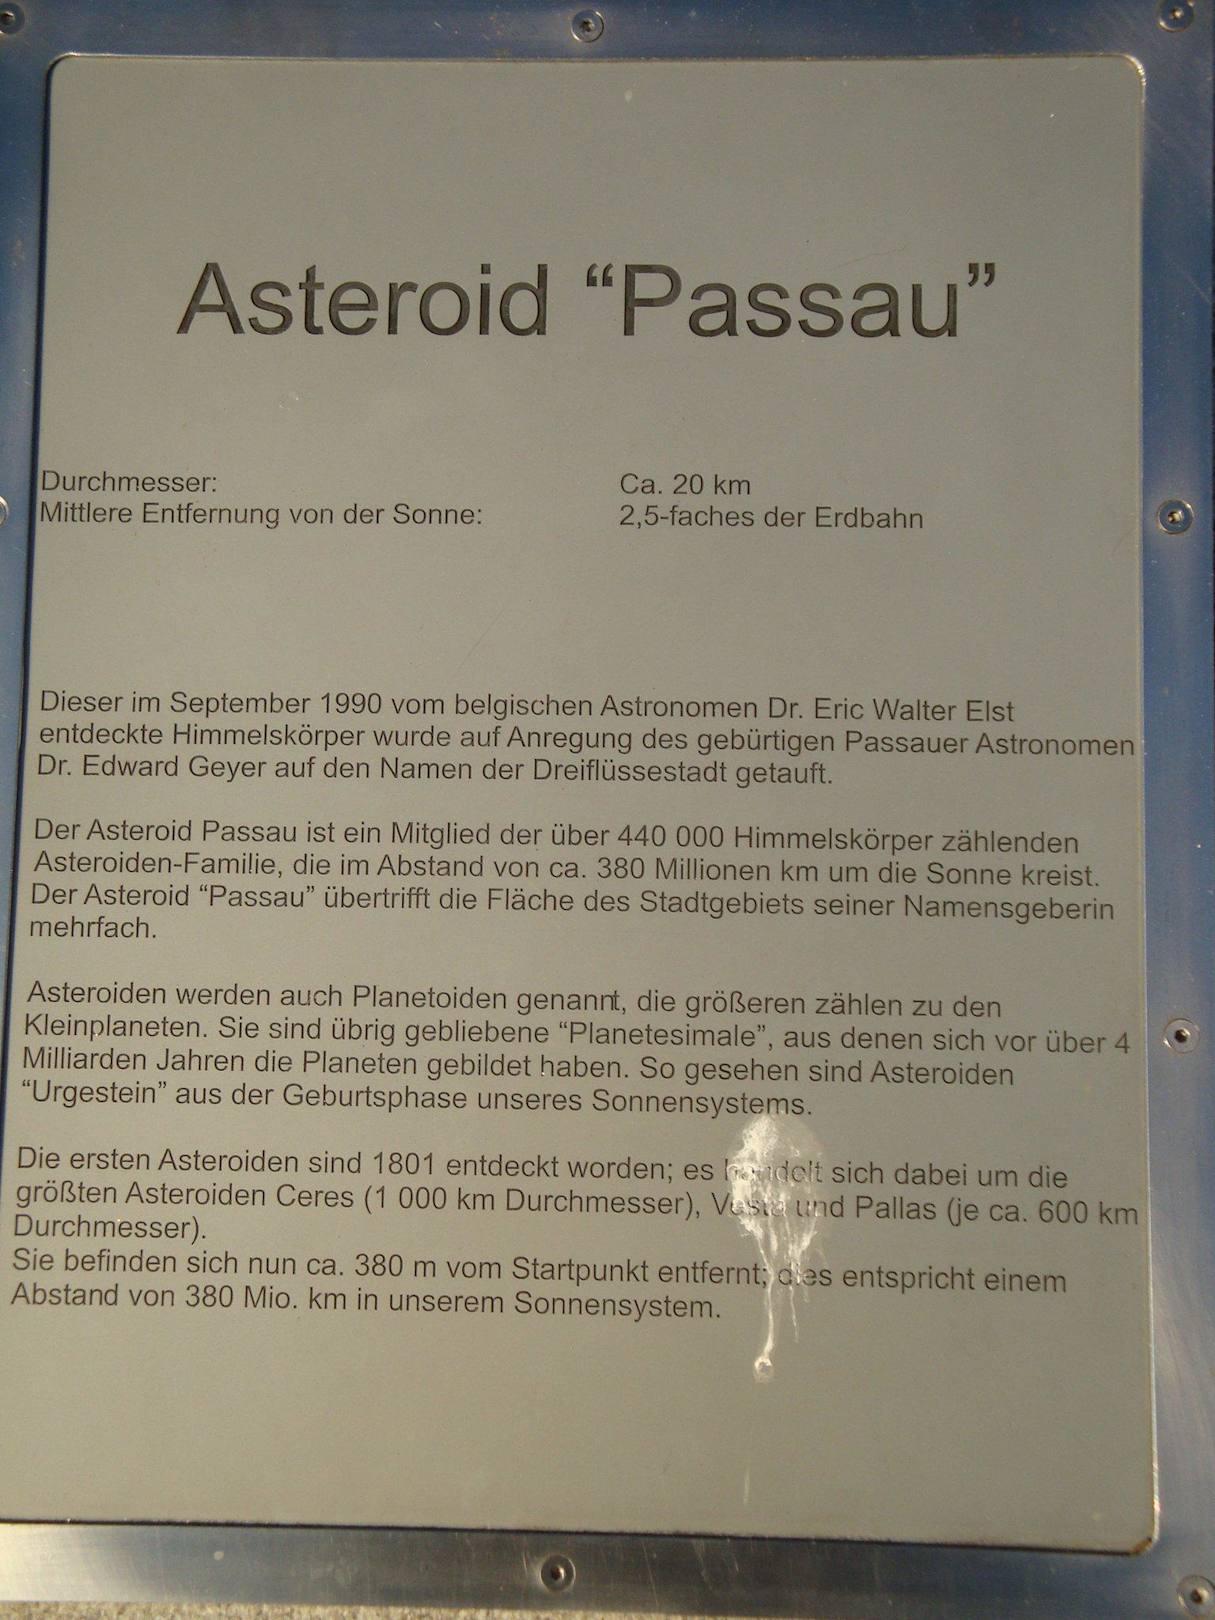 Asteroid “Passau”
Durchmesser: Ca. 20 km
Mittlere Entfernung von der Sonne: 2,5-faches der Erdbahn
Dieser im September 1990 vom belgischen Astronomen Dr. Eric Walter Elst
entdeckte Himmelskörper wurde auf Anregung des gebürtigen Passauer Astronomen
Dr. Edward Geyer auf den Namen der Dreiflüssestadt getauft.
Der Asteroid Passau ist ein Mitglied der über 440 000 Himmelskörper zählenden
Asteroiden-Familie, die im Abstand von ca. 380 Millionen km um die Sonne kreist.
Der Asteroid “Passau” übertrifft die Fläche des Stadtgebiets seiner Namensgeberin
mehrfach.
Asteroiden werden auch Planetoiden genannt, die größeren zählen zu den
Kleinplaneten. Sie sind übrig gebliebene “Planetesimale”, aus denen sich vor über 4
Milliarden Jahren die Planeten gebildet haben. So gesehen sind Asteroiden
“Urgestein” aus der Geburtsphase unseres Sonnensystems.
Die ersten Asteroiden sind 1801 entdeckt worden; es handelt sich dabei um die
größten Asteroiden Ceres (1 000 km Durchmesser), Vesta und Pallas (je ca. 600 km
Durchmesser).
Sie befinden sich nun ca. 380 m vom Startpunkt entfernt; dies entspricht einem
Abstand von 380 Mio. km in unserem Sonnensystem.